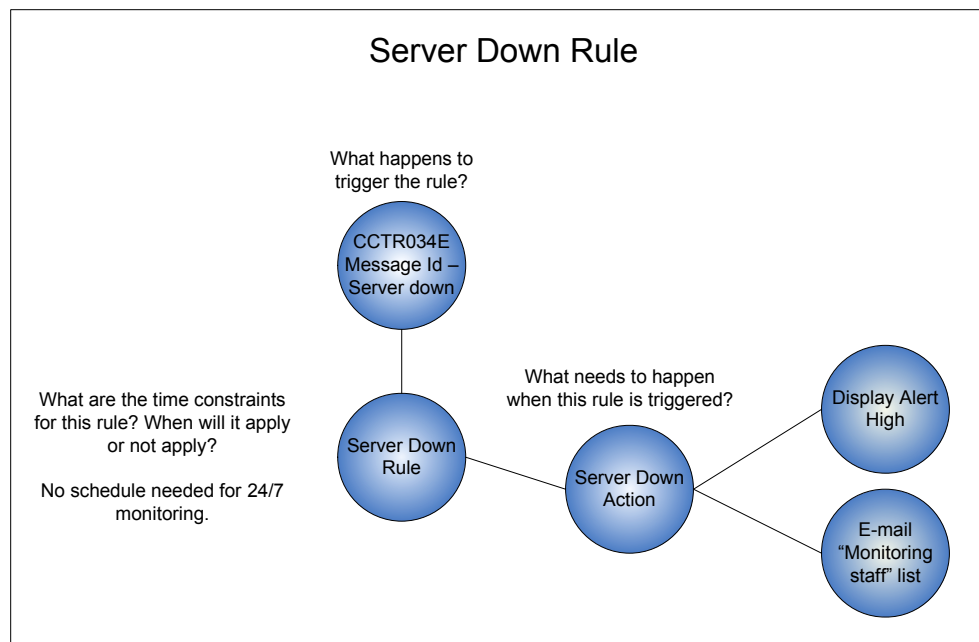 Server Down Rule
What happens to
trigger the rule?
CCTR034E
Message Id –
Server down
What are the time constraints
for this rule? When will it apply
or not apply?
No schedule needed for 24/7
monitoring.
Server Down
Rule
What needs to happen
when this rule is triggered?
Server Down
Action
Display Alert
High
E-mail
“Monitoring
staff” list